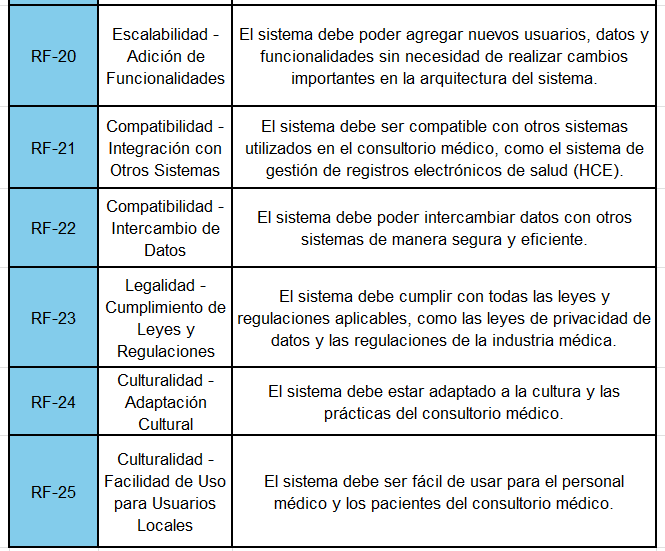 RF-20
Escalabilidad -
Adición de
Funcionalidades
El sistema debe poder agregar nuevos usuarios, datos y
funcionalidades sin necesidad de realizar cambios
importantes en la arquitectura del sistema.
RF-21
Compatibilidad -
Integración con
Otros Sistemas
El sistema debe ser compatible con otros sistemas
utilizados en el consultorio médico, como el sistema de
gestión de registros electrónicos de salud (HCE).
RF-22
Compatibilidad -
Intercambio de
Datos
El sistema debe poder intercambiar datos con otros
sistemas de manera segura y eficiente.
RF-23
Legalidad -
Cumplimiento de
Leyes y
Regulaciones
El sistema debe cumplir con todas las leyes y
regulaciones aplicables, como las leyes de privacidad de
datos y las regulaciones de la industria médica.
RF-24
Culturalidad -
Adaptación
Cultural
El sistema debe estar adaptado a la cultura y las
prácticas del consultorio médico.
RF-25
Culturalidad -
Facilidad de Uso
para Usuarios
Locales
El sistema debe ser fácil de usar para el personal
médico y los pacientes del consultorio médico.